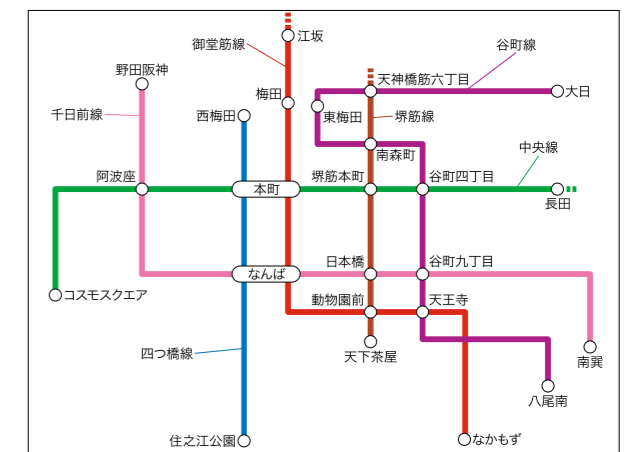 江坂
御堂筋線
谷町線
野田阪神
天神橋筋六丁目
大日
梅田
千日前線
西梅田
東梅田
堺筋線
南森町
中央線
阿波座
本町
堺筋本町
谷町四丁目
長田
日本橋
谷町九丁目
なんば
コスモスクエア
動物園前
天王寺
四つ橋線
天下茶屋
南巽
八尾南
住之江公園
なかもず